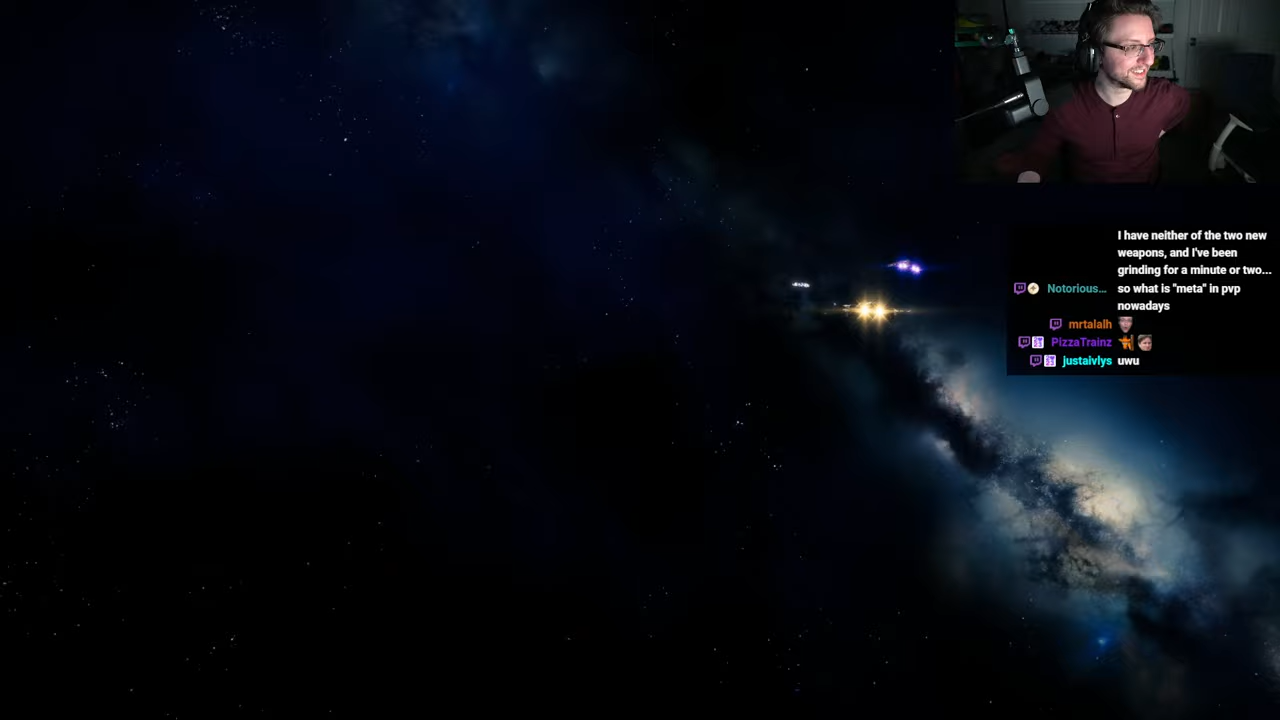 I have neither of the two new
weapons, and I've been
grinding for a minute or two...
Notorious... so what is "meta" in pvp
nowadays
mrtalalh
PizzaTrainz
justaivlys uwu